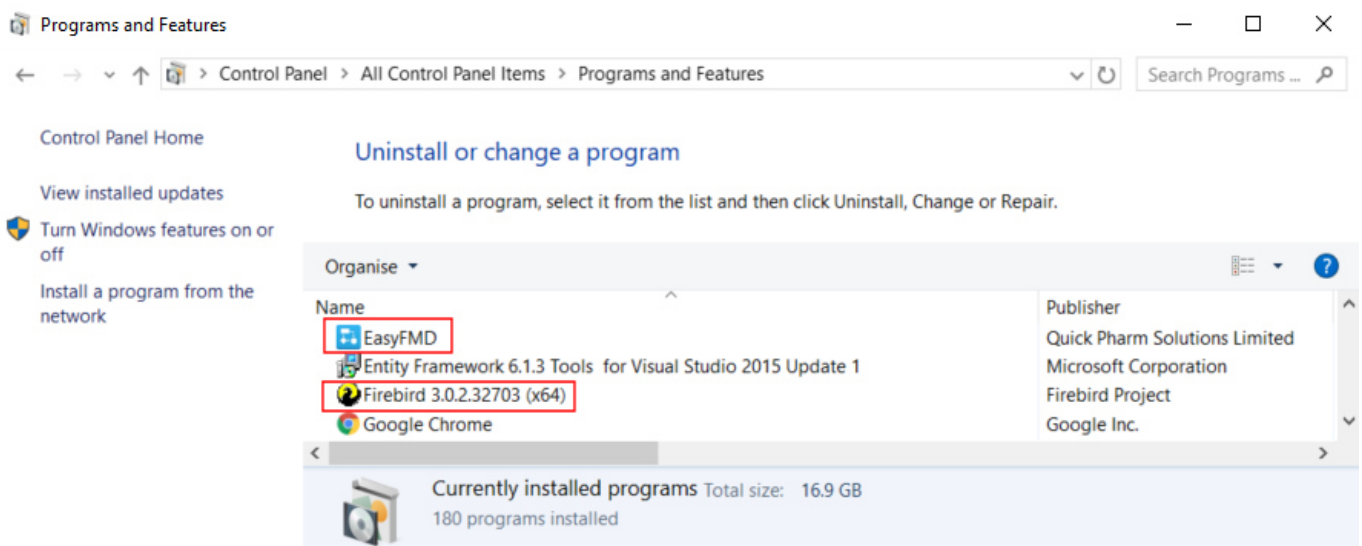 Programs and Features
Control Panel > All Control Panel Items > Programs and Features
Search Programs ...
Control Panel Home
View installed updates
Turn Windows features on or
off
Install a program from the
network
Uninstall or change a program
To uninstall a program, select it from the list and then click Uninstall, Change or Repair.
Organise
?
Name Publisher
EasyFMD Quick Pharm Solutions Limited
Entity Framework 6.1.3 Tools for Visual Studio 2015 Update 1 Microsoft Corporation
Firebird 3.0.2.32703 (x64) Firebird Project
Google Chrome Google Inc.
Currently installed programs Total size: 16.9 GB
180 programs installed